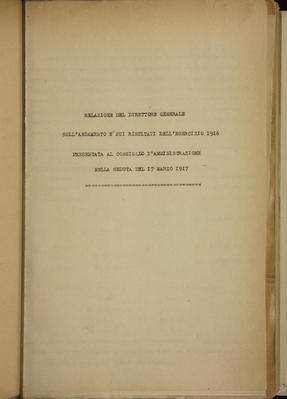 RELAZIONE DEL DIRETTORE GENERALE
SULL'ANDAMENTO E SUI RISULTATI DELL'ESERCIZIO 1916
PRESENTATA AL CONSIGLIO D'AMMINISTRAZIONE
NELLA SEDUTA DEL 17 MARZO 1917